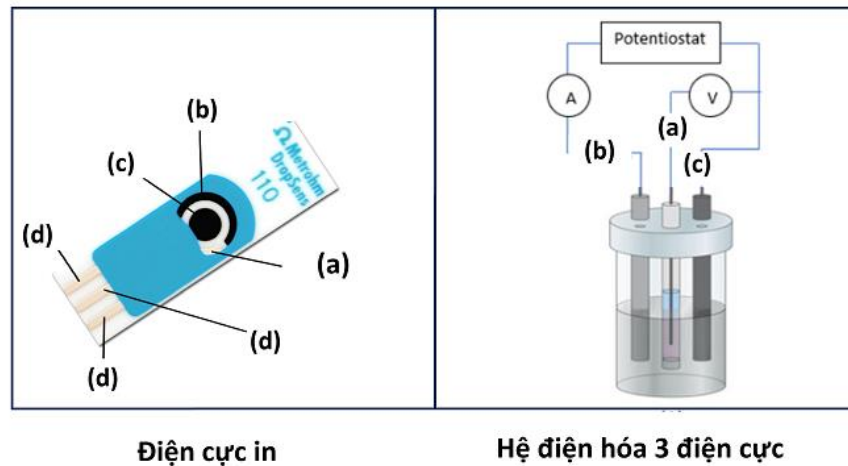 (b)
(c)
(d)
(a)
(d)
(d)
Ω Metrohm
DropSens
110
Potentiostat
A
V
(a)
(b)
(c)
Điện cực in
Hệ điện hóa 3 điện cực